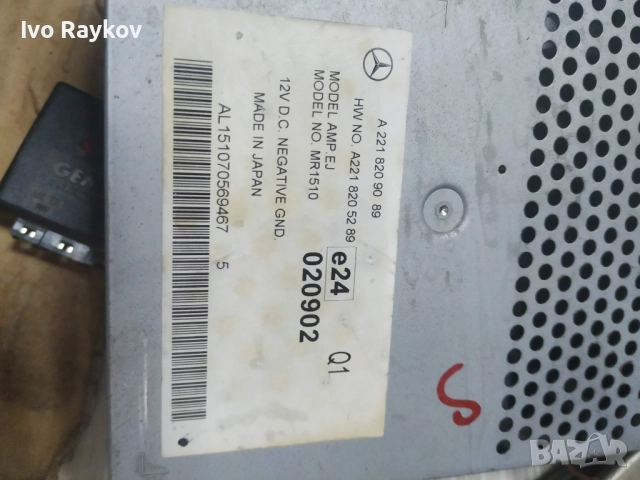 Ivo Raykov
A 221 820 90 89
HW NO. A221 820 52 89
MODEL AMP.EJ
MODEL NO. MR1510
12V D.C. NEGATIVE GND.
MADE IN JAPAN
e24
020902
Q1
AL151070569467 5
S
BAZAR
bg